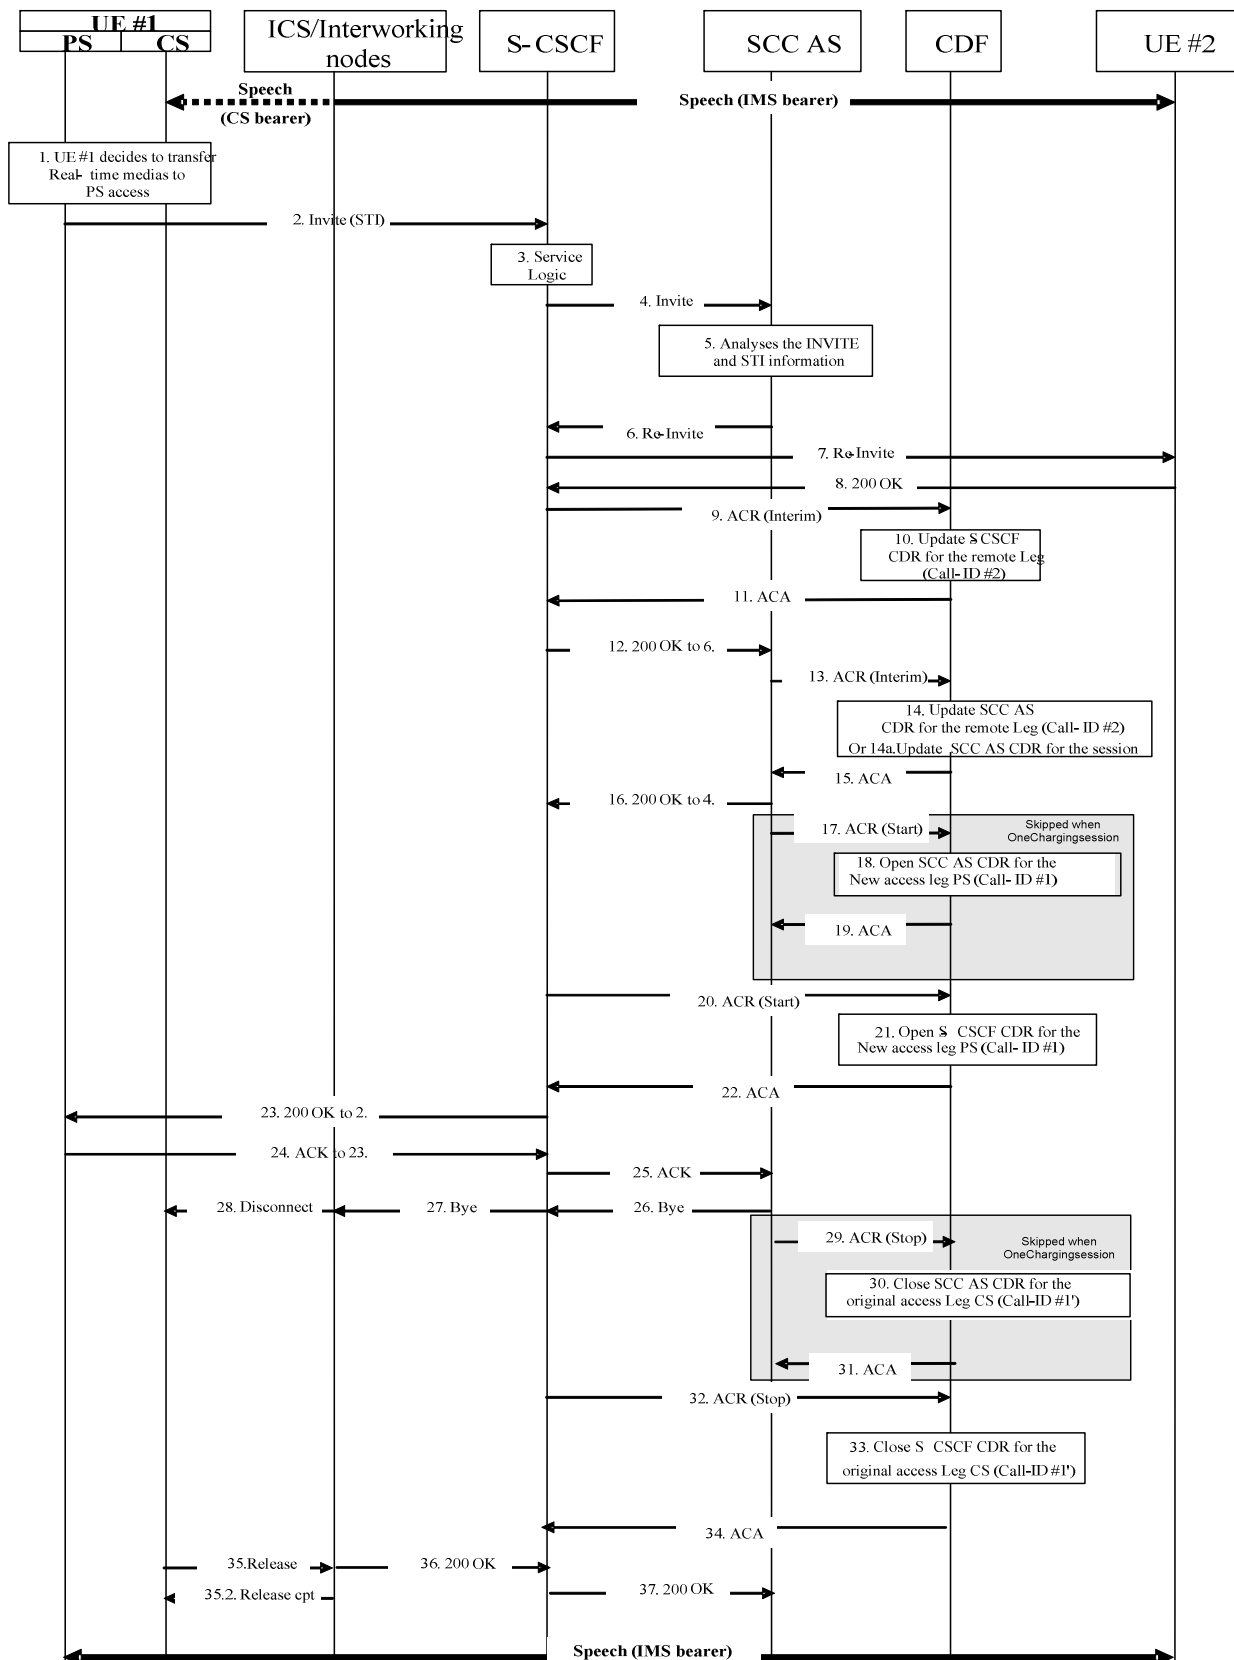 UE #1
PS
CS
ICS/Interworking
nodes
S-CSCF
SCC AS
CDF
UE #2
Speech
(CS bearer)
Speech (IMS bearer)
1. UE #1 decides to transfer
Real- time medias to
PS access
2. Invite (STI)
3. Service
Logic
4. Invite
5. Analyses the INVITE
and STI information
6. Re-Invite
7. Re-Invite
8. 200 OK
9. ACR (Interim)
10. Update S CSCF
CDR for the remote Leg
(Call- ID #2)
11. ACA
12. 200 OK to 6.
13. ACR (Interim)
14. Update SCC AS
CDR for the remote Leg (Call- ID #2)
Or 14a.Update SCC AS CDR for the session
15. ACA
16. 200 OK to 4.
17. ACR (Start)
Skipped when
OneChargingsession
18. Open SCC AS CDR for the
New access leg PS (Call- ID #1)
19. ACA
20. ACR (Start)
21. Open S CSCF CDR for the
New access leg PS (Call- ID #1)
22. ACA
23. 200 OK to 2.
24. ACK to 23.
25. ACK
28. Disconnect
27. Bye
26. Bye
29. ACR (Stop)
Skipped when
OneChargingsession
30. Close SCC AS CDR for the
original access Leg CS (Call-ID #1')
31. ACA
32. ACR (Stop)
33. Close S CSCF CDR for the
original access Leg CS (Call-ID #1')
34. ACA
35.Release
36. 200 OK
35.2. Release cpt
37. 200 OK
Speech (IMS bearer)